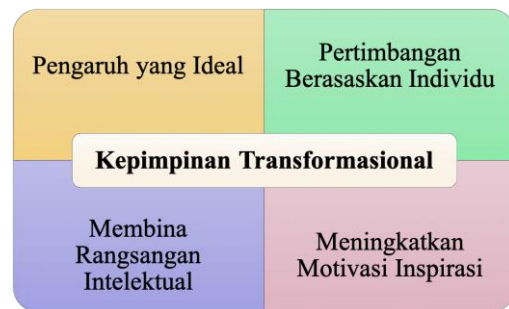 Pengaruh yang Ideal
Pertimbangan
Berasaskan Individu
Kepimpinan Transformasional
Membina
Rangsangan
Intelektual
Meningkatkan
Motivasi Inspirasi